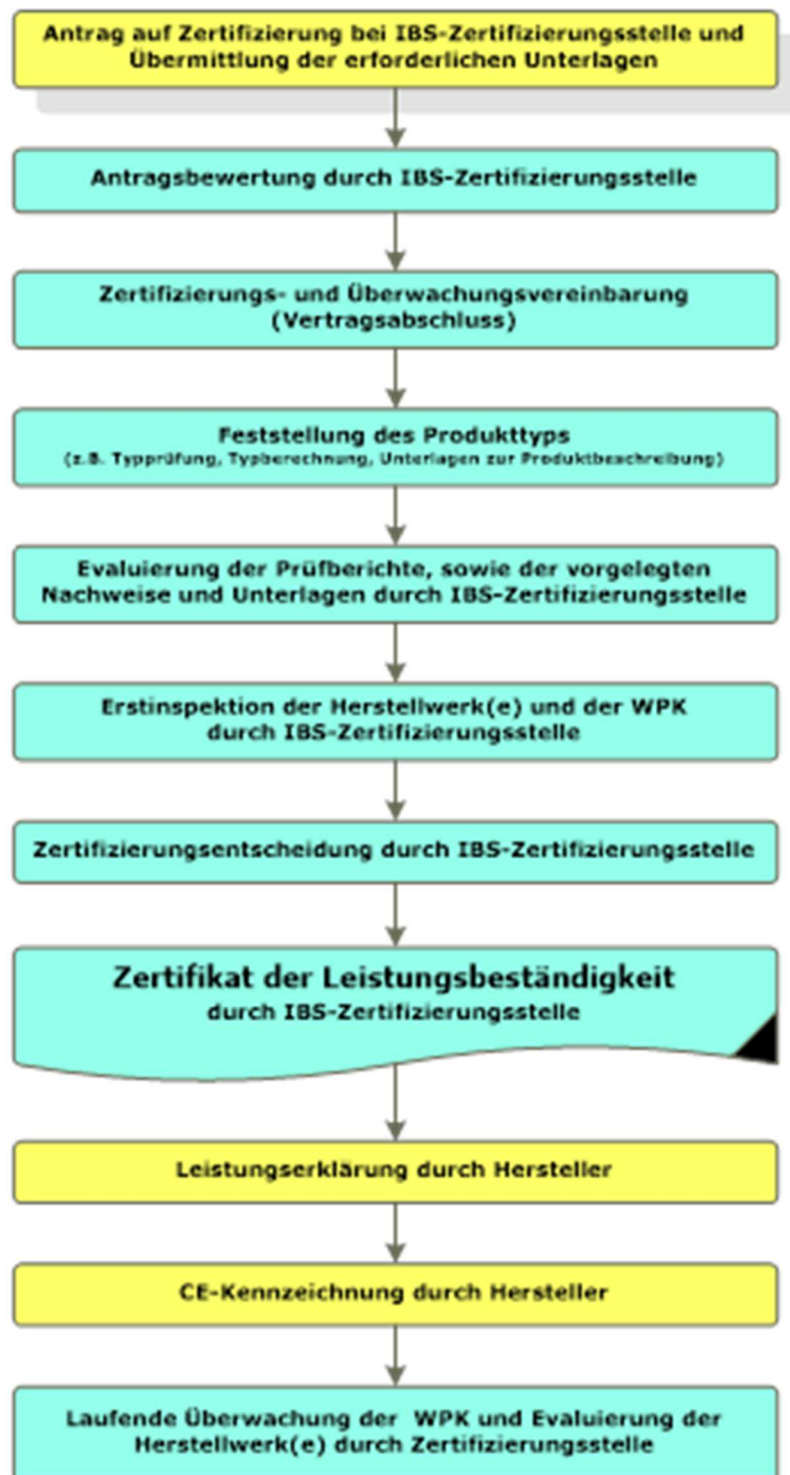 Antrag auf Zertifizierung bei IBS-Zertifizierungsstelle und
Übermittlung der erforderlichen Unterlagen
Antragsbewertung durch IBS-Zertifizierungsstelle
Zertifizierungs- und Überwachungsvereinbarung
(Vertragsabschluss)
Feststellung des Produkttyps
(z.B. Typprüfung, Typberechnung, Unterlagen zur Produktbeschreibung)
Evaluierung der Prüfberichte, sowie der vorgelegten
Nachweise und Unterlagen durch IBS-Zertifizierungsstelle
Erstinspektion der Herstellwerk(e) und der WPK
durch IBS-Zertifizierungsstelle
Zertifizierungsentscheidung durch IBS-Zertifizierungsstelle
Zertifikat der Leistungsbeständigkeit
durch IBS-Zertifizierungsstelle
Leistungserklärung durch Hersteller
CE-Kennzeichnung durch Hersteller
Laufende Überwachung der WPK und Evaluierung der
Herstellwerk(e) durch Zertifizierungsstelle